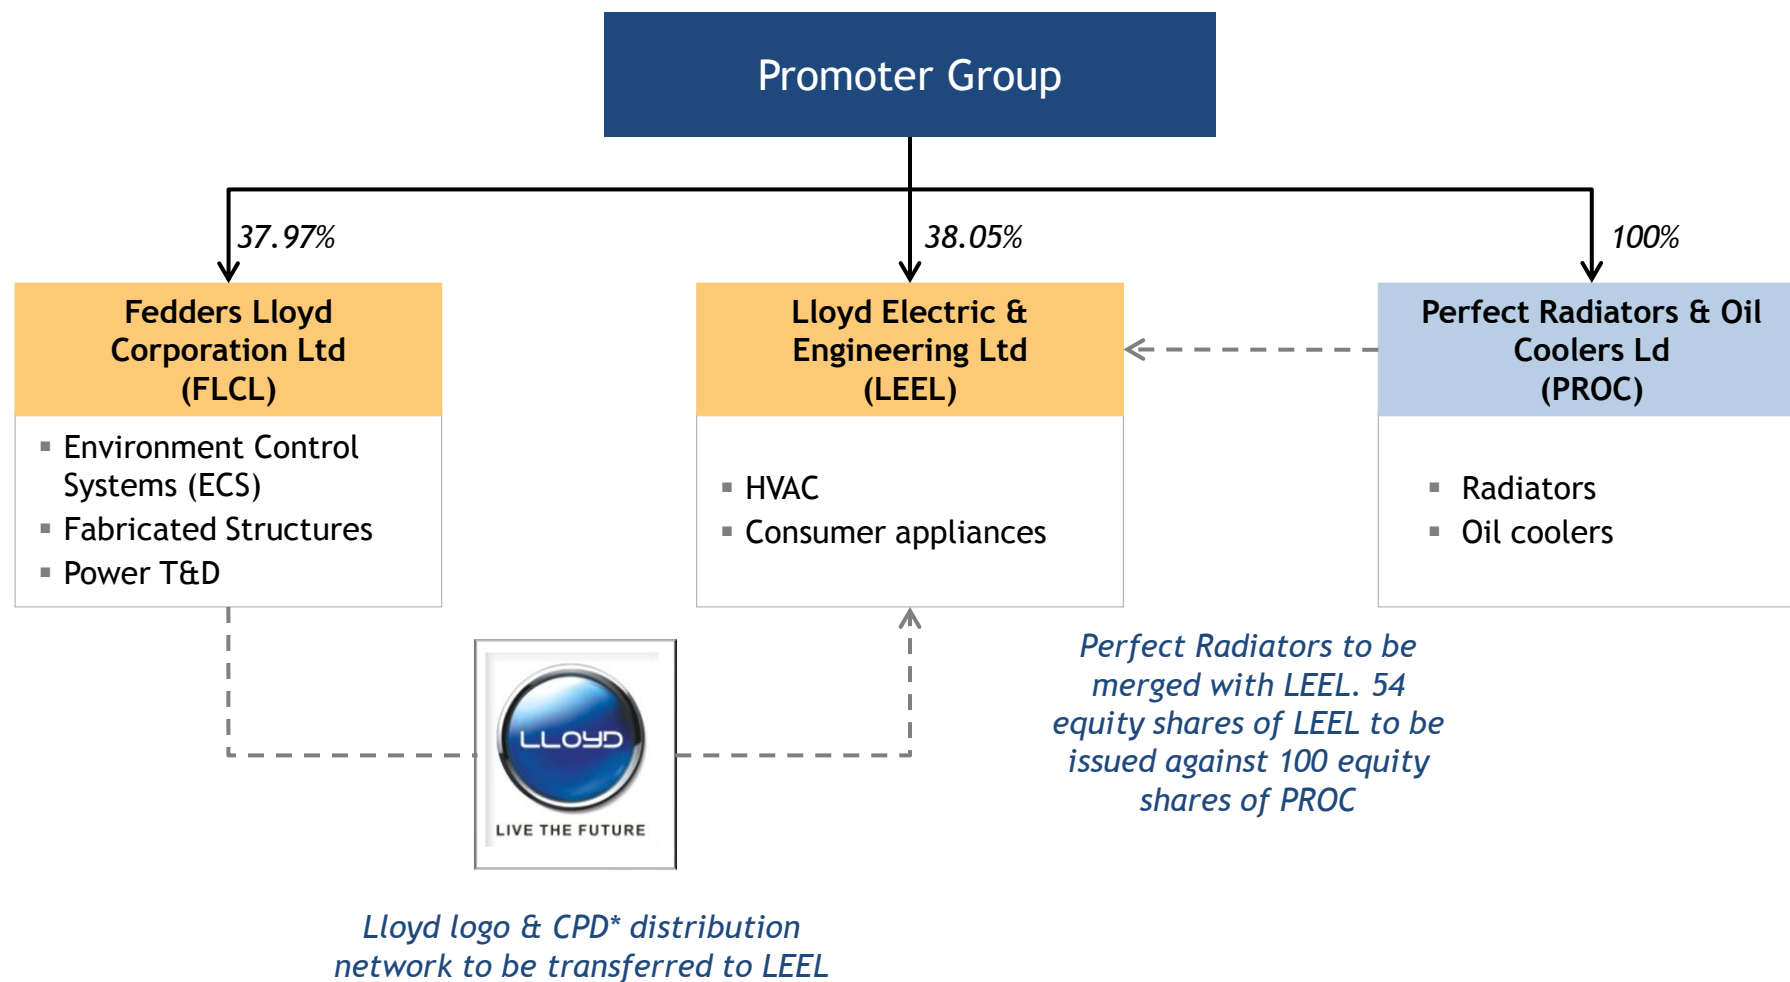 Promoter Group
37.97%
38.05%
100%
Fedders Lloyd
Corporation Ltd
(FLCL)
▪ Environment Control
Systems (ECS)
▪ Fabricated Structures
▪ Power T&D
Lloyd Electric &
Engineering Ltd
(LEEL)
▪ HVAC
▪ Consumer appliances
Perfect Radiators & Oil
Coolers Ld
(PROC)
▪ Radiators
▪ Oil coolers
LLOYD
LIVE THE FUTURE
Perfect Radiators to be
merged with LEEL. 54
equity shares of LEEL to be
issued against 100 equity
shares of PROC
Lloyd logo & CPD* distribution
network to be transferred to LEEL